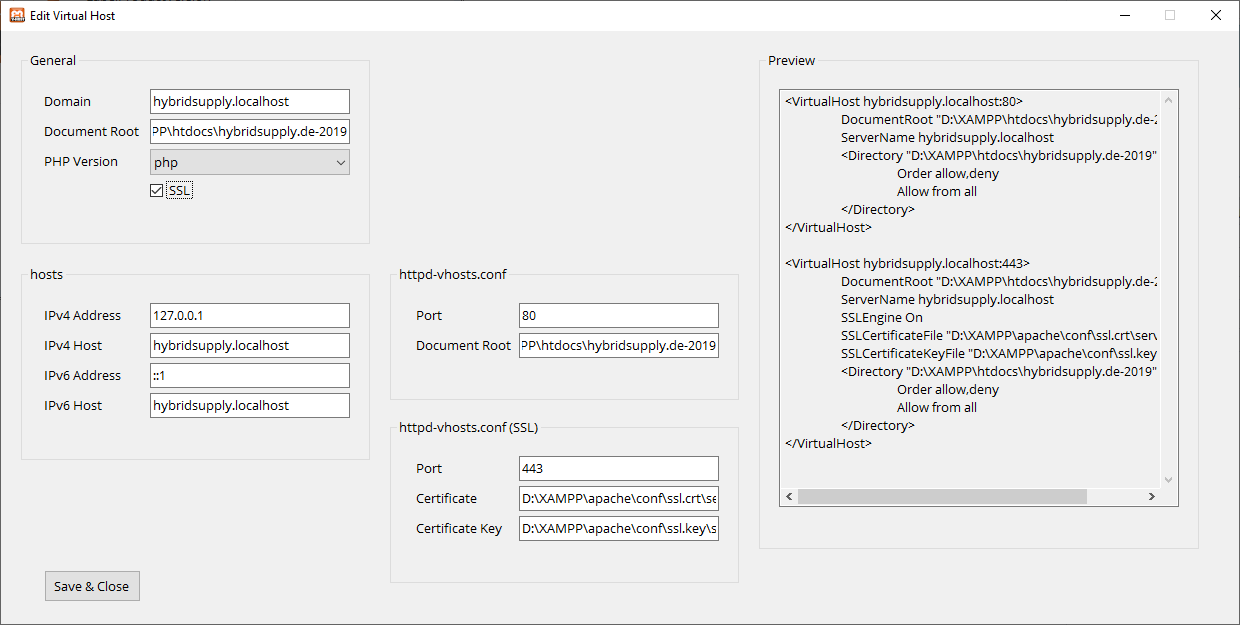 Edit Virtual Host
General
Domain
hybridsupply.localhost
Document Root
PP\htdocs\hybridsupply.de-2019
PHP Version
php
SSL
hosts
IPv4 Address
127.0.0.1
IPv4 Host
hybridsupply.localhost
IPv6 Address
::1
IPv6 Host
hybridsupply.localhost
Save & Close
httpd-vhosts.conf
Port
80
Document Root
PP\htdocs\hybridsupply.de-2019
httpd-vhosts.conf (SSL)
Port
443
Certificate
D:\XAMPP\apache\conf\ssl.crt\se
Certificate Key
D:\XAMPP\apache\conf\ssl.key\s
Preview
<VirtualHost hybridsupply.localhost:80>
DocumentRoot "D:\XAMPP\htdocs\hybridsupply.de-2
ServerName hybridsupply.localhost
<Directory "D:\XAMPP\htdocs\hybridsupply.de-2019"
Order allow,deny
Allow from all
</Directory>
</VirtualHost>
<VirtualHost hybridsupply.localhost:443>
DocumentRoot "D:\XAMPP\htdocs\hybridsupply.de-2
ServerName hybridsupply.localhost
SSLEngine On
SSLCertificateFile "D:\XAMPP\apache\conf\ssl.crt\serv
SSLCertificateKeyFile "D:\XAMPP\apache\conf\ssl.key
<Directory "D:\XAMPP\htdocs\hybridsupply.de-2019"
Order allow,deny
Allow from all
</Directory>
</VirtualHost>